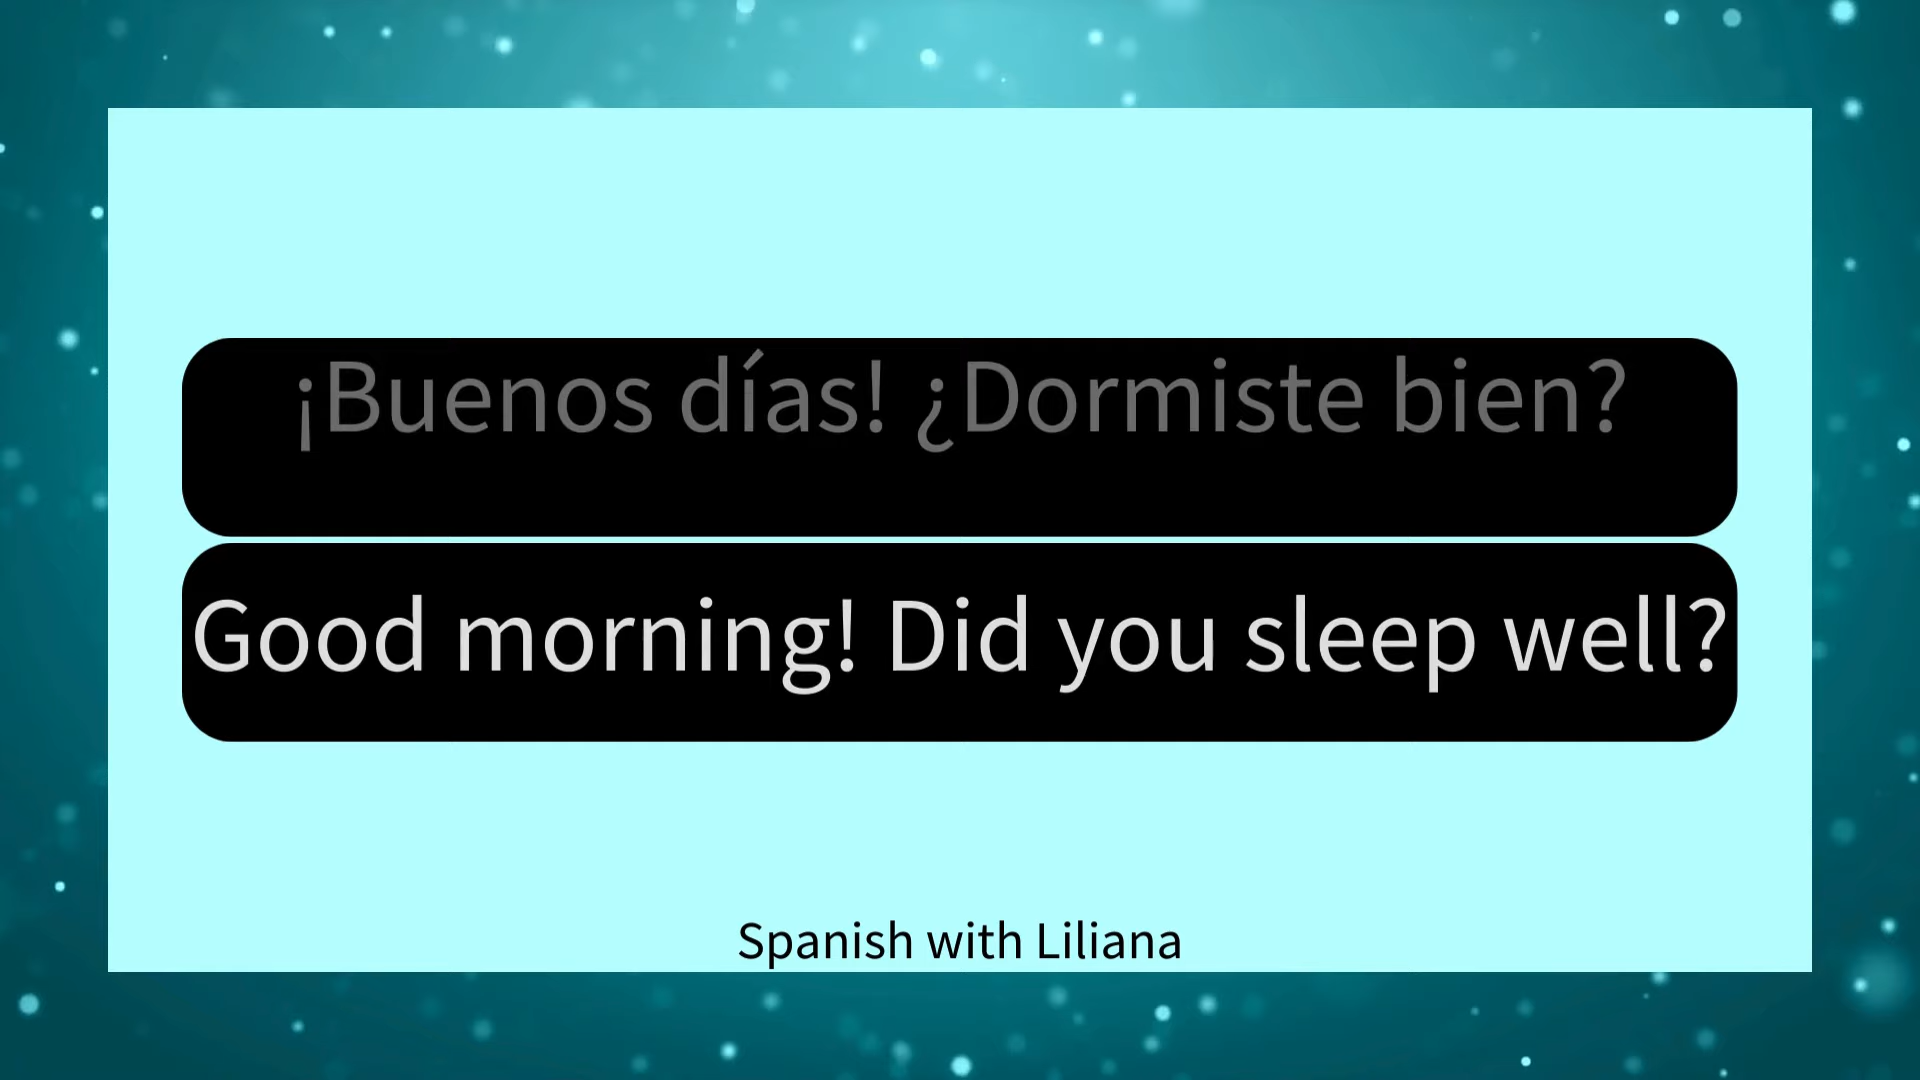 ¡Buenos días! ¿Dormiste bien?
Good morning! Did you sleep well?
Spanish with Liliana